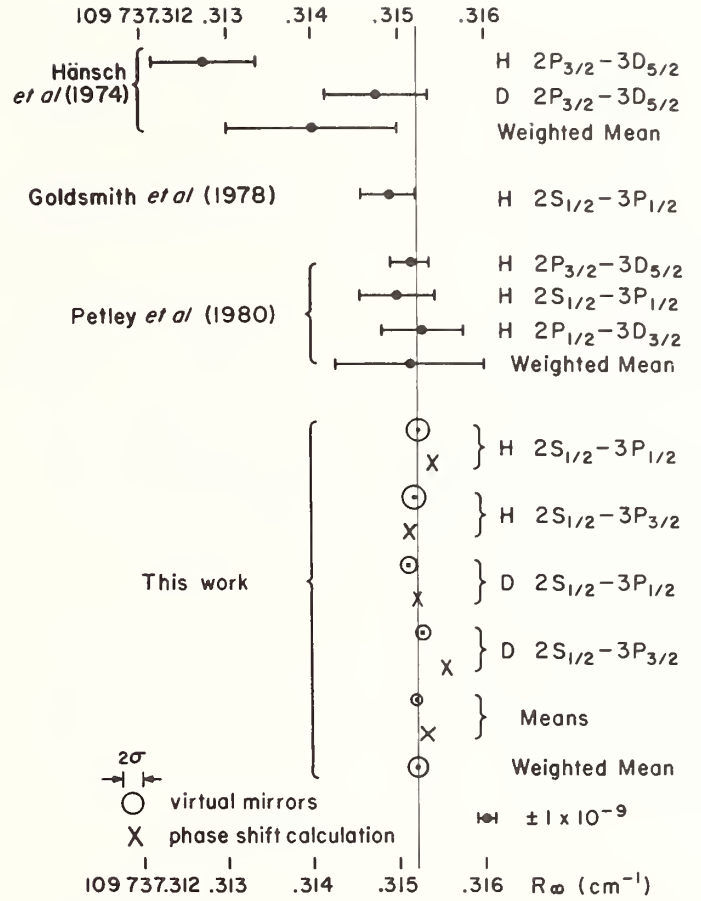 109 737.312 .313 .314 .315 .316
Hänsch et al (1974)
H 2P3/2−3D5/2
D 2P3/2−3D5/2
Weighted Mean
Goldsmith et al (1978) H 2S1/2−3P1/2
Petley et al (1980)
H 2P3/2−3D5/2
H 2S1/2−3P1/2
H 2P1/2−3D3/2
Weighted Mean
This work
H 2S1/2−3P1/2
H 2S1/2−3P3/2
D 2S1/2−3P1/2
D 2S1/2−3P3/2
Means
Weighted Mean
2σ
virtual mirrors
X phase shift calculation
±1 x 10−9
109 737.312 .313 .314 .315 .316 R∞ (cm−1)